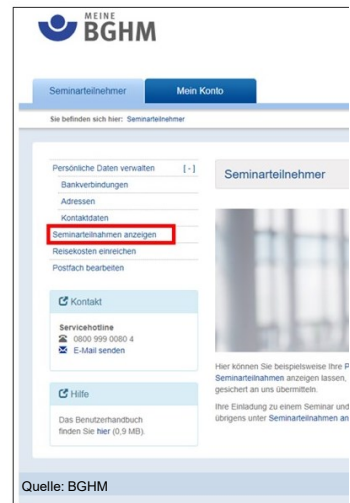 MEINE
BGHM
Seminarteilnehmer
Mein Konto
Sie befinden sich hier: Seminarteilnehmer
Persönliche Daten verwalten [-]
Bankverbindungen
Adressen
Kontaktdaten
Seminarteilnahmen anzeigen
Reisekosten einreichen
Postfach bearbeiten
Kontakt
Servicehotline
0800 999 0080 4
E-Mail senden
Hilfe
Das Benutzerhandbuch
finden Sie hier (0,9 MB).
Seminarteilnehmer
Hier können Sie beispielsweise Ihre P
Seminarteilnahmen anzeigen lassen,
gesichert an uns übermitteln.
Ihre Einladung zu einem Seminar und
übrigens unter Seminarteilnahmen an
Quelle: BGHM